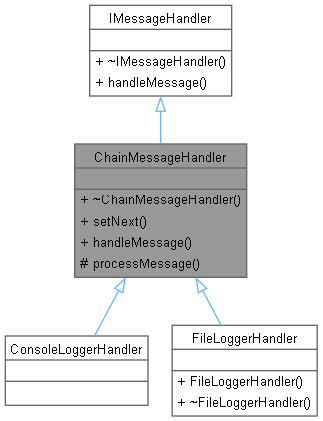 IMessageHandler
+ ~IMessageHandler()
+ handleMessage()
ChainMessageHandler
+ ~ChainMessageHandler()
+ setNext()
+ handleMessage()
# processMessage()
ConsoleLoggerHandler
FileLoggerHandler
+ FileLoggerHandler()
+ ~FileLoggerHandler()